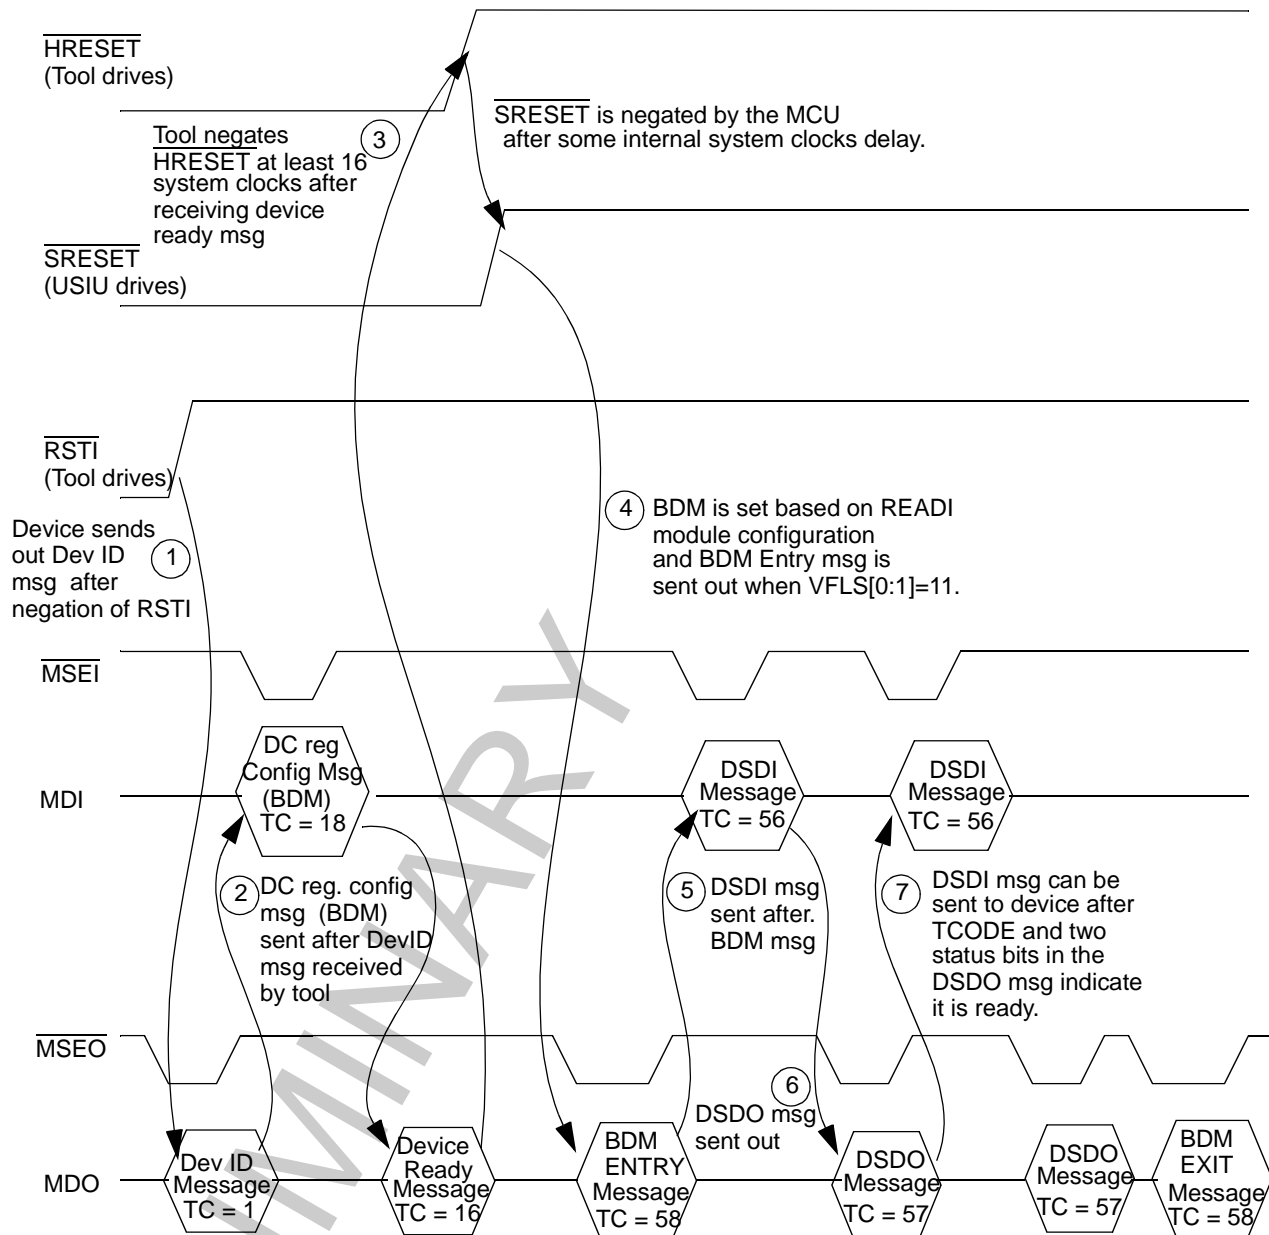 HRESET
(Tool drives)
Tool negates
HRESET at least 16
system clocks after
receiving device
ready msg
3
SRESET is negated by the MCU
after some internal system clocks delay.
SRESET
(USIU drives)
RSTI
(Tool drives)
Device sends
out Dev ID
msg after
negation of RSTI
1
4
BDM is set based on READI
module configuration
and BDM Entry msg is
sent out when VFLS[0:1]=11.
MSEI
MDI
DC reg
Config Msg
(BDM)
TC = 18
DSDI
Message
TC = 56
DSDI
Message
TC = 56
2
DC reg. config
msg (BDM)
sent after DevID
msg received
by tool
5
DSDI msg
sent after.
BDM msg
7
DSDI msg can be
sent to device after
TCODE and two
status bits in the
DSDO msg indicate
it is ready.
MSEO
6
DSDO msg
sent out
MDO
Dev ID
Message
TC = 1
Device
Ready
Message
TC = 16
BDM
ENTRY
Message
TC = 58
DSDO
Message
TC = 57
DSDO
Message
TC = 57
BDM
EXIT
Message
TC = 58
IMINARY